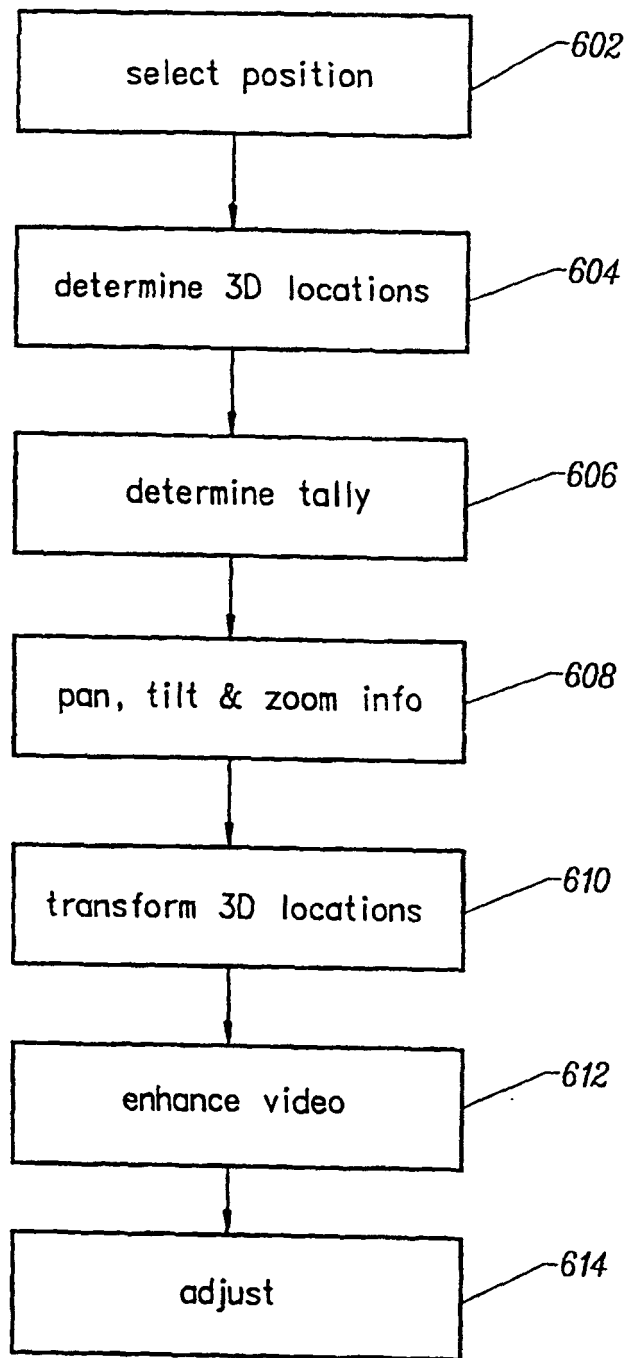 select position
602
determine 3D locations
604
determine tally
606
pan, tilt & zoom info
608
transform 3D locations
610
enhance video
612
adjust
614